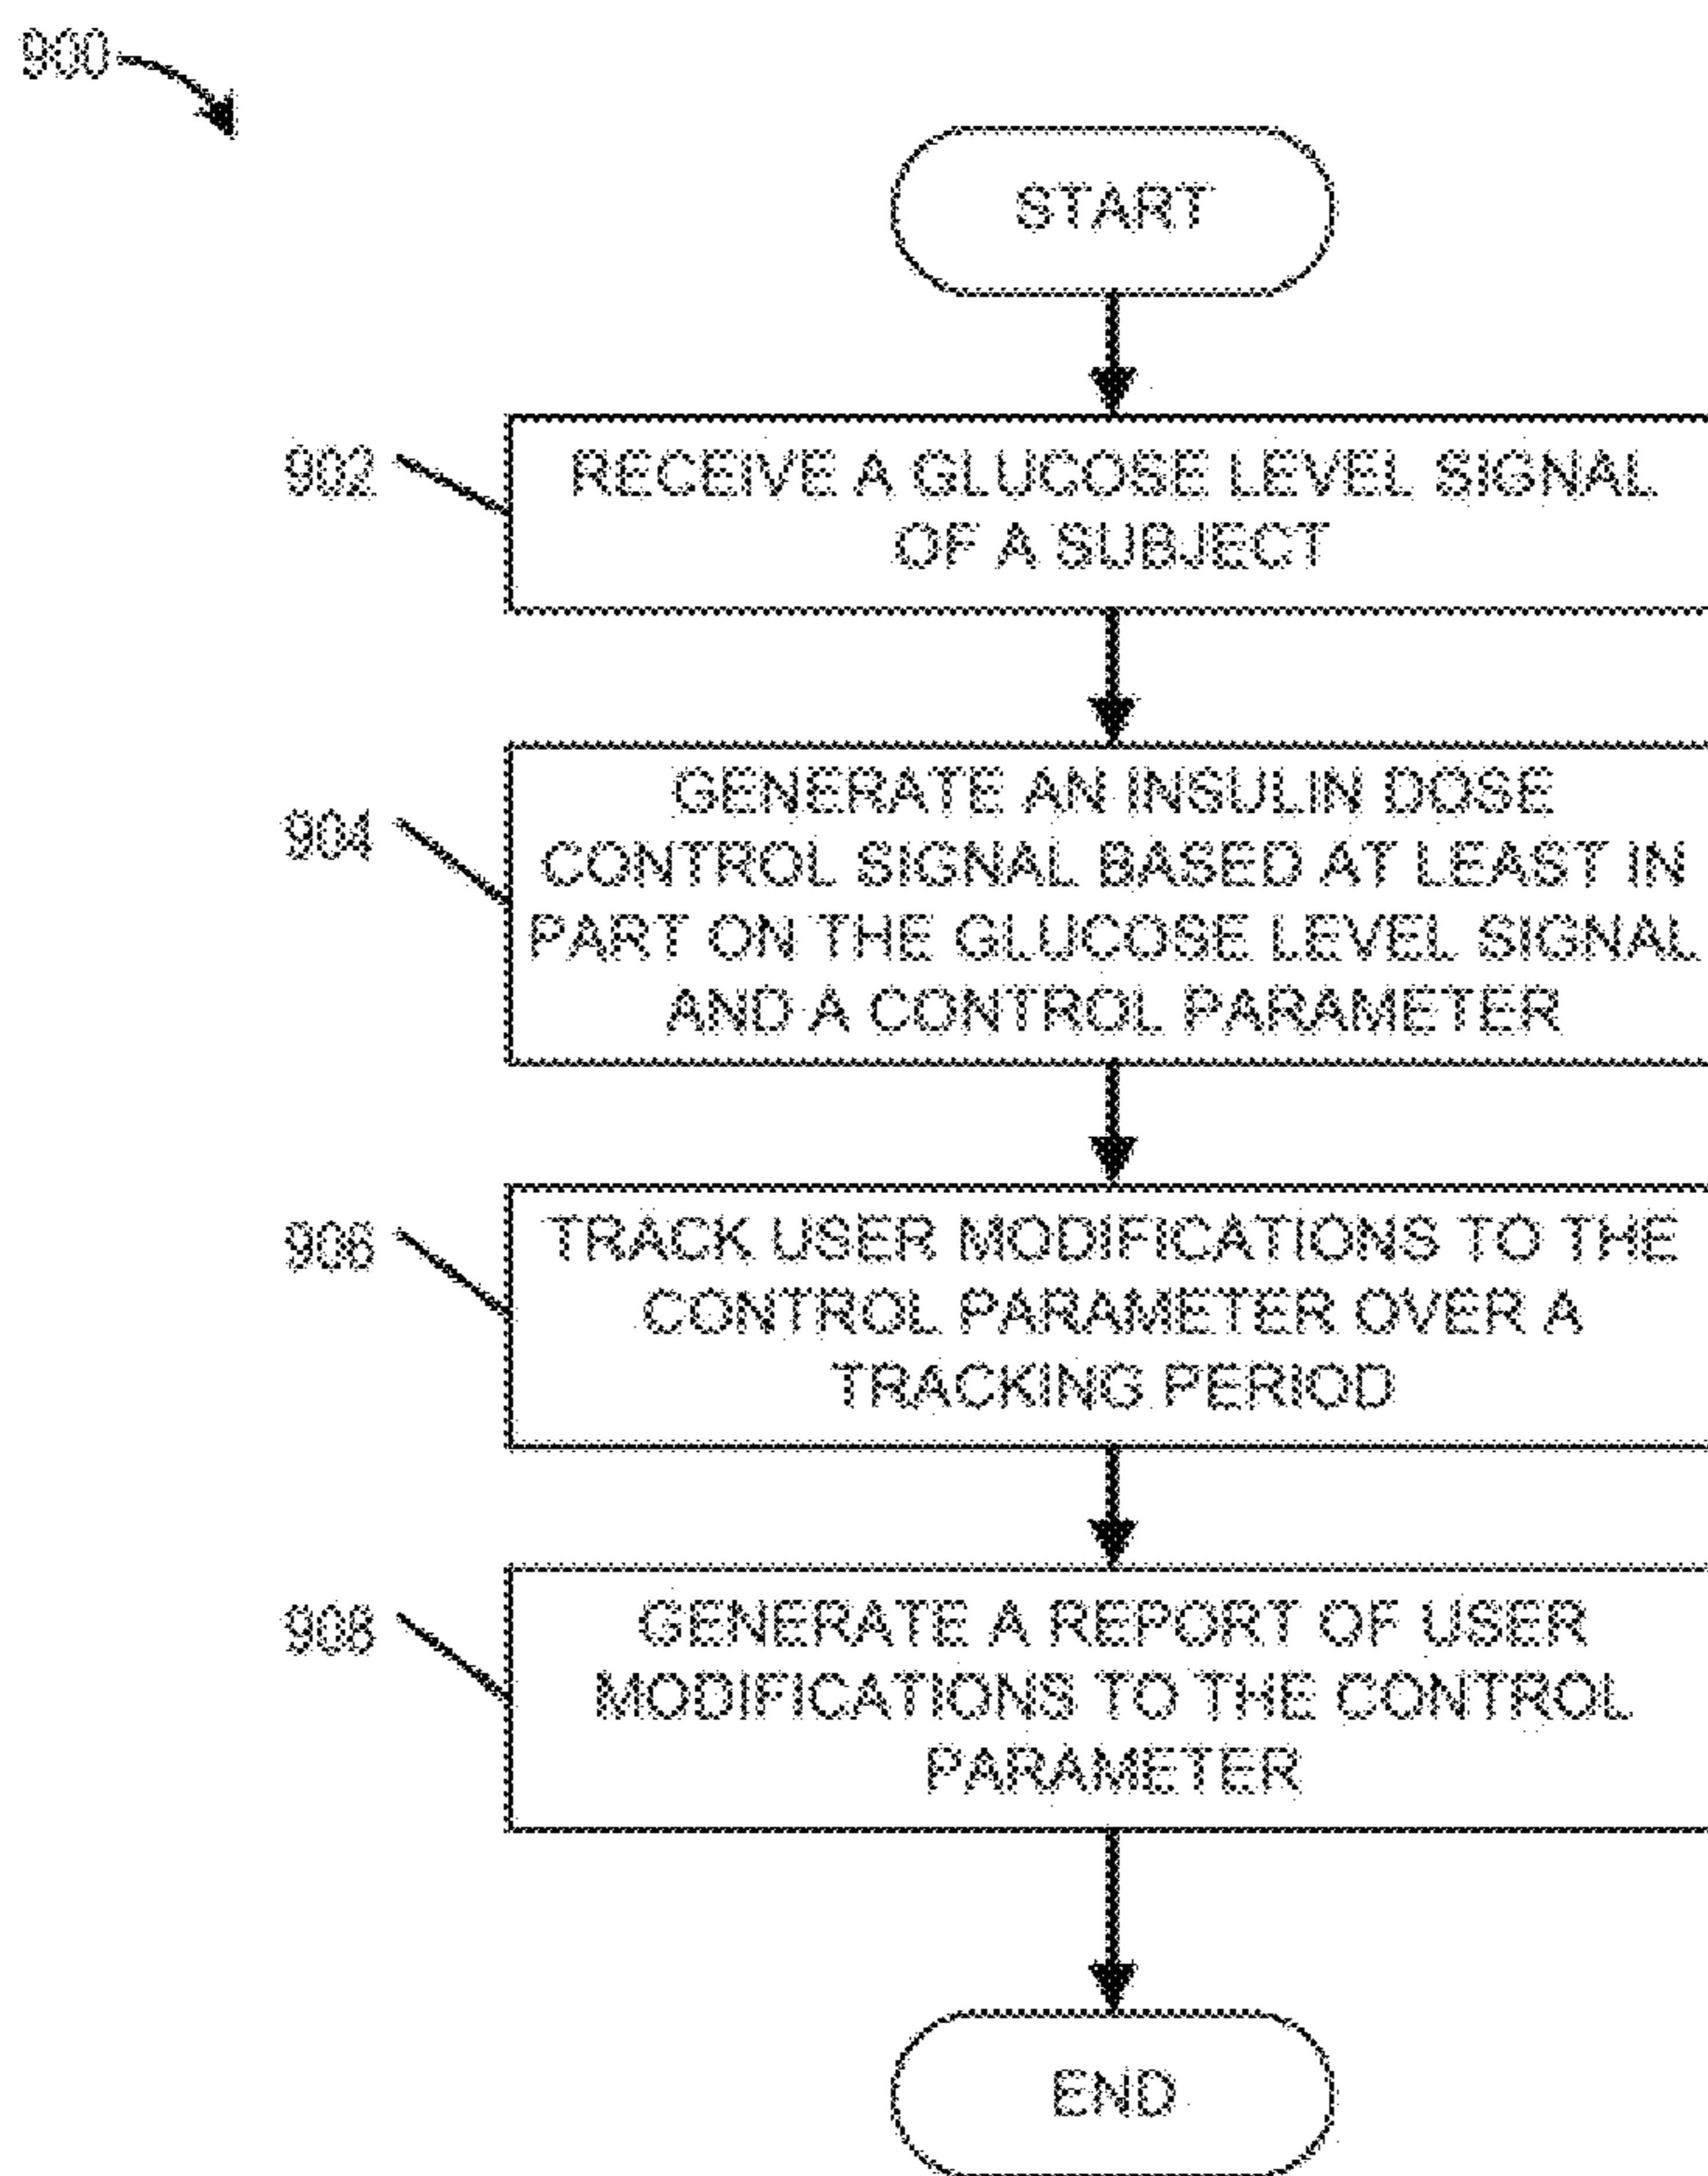 900
START
902
RECEIVE A GLUCOSE LEVEL SIGNAL
OF A SUBJECT
904
GENERATE AN INSULIN DOSE
CONTROL SIGNAL BASED AT LEAST IN
PART ON THE GLUCOSE LEVEL SIGNAL
AND A CONTROL PARAMETER
906
TRACK USER MODIFICATIONS TO THE
CONTROL PARAMETER OVER A
TRACKING PERIOD
908
GENERATE A REPORT OF USER
MODIFICATIONS TO THE CONTROL
PARAMETER
END